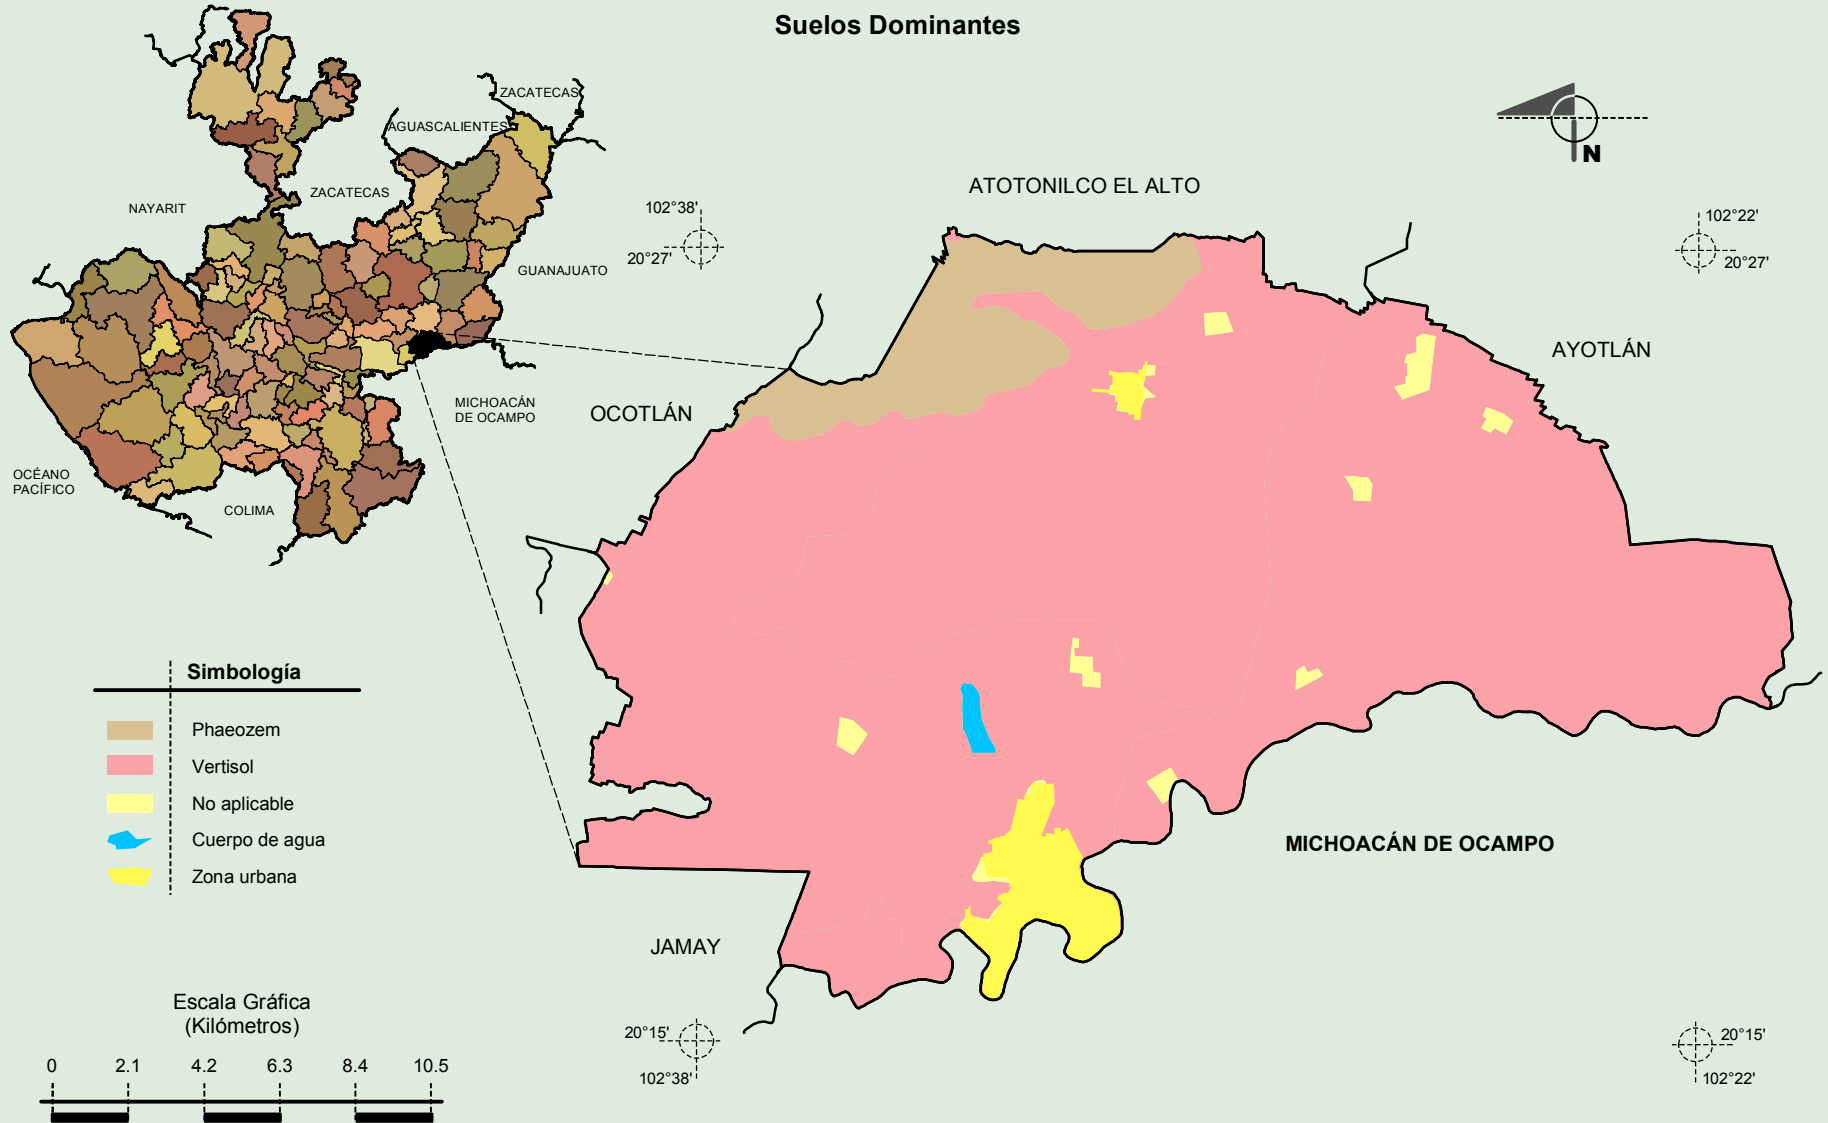 Suelos Dominantes
ZACATECAS
AGUASCALIENTES
ZACATECAS
NAYARIT
GUANAJUATO
MICHOACÁN
DE OCAMPO
OCÉANO
PACÍFICO
COLIMA
N
ATOTONILCO EL ALTO
102°38'
20°27'
102°22'
20°27'
AYOTLÁN
OCOTLÁN
MICHOACÁN DE OCAMPO
JAMAY
20°15'
102°38'
20°15'
102°22'
Simbología
Phaeozem
Vertisol
No aplicable
Cuerpo de agua
Zona urbana
Escala Gráfica
(Kilómetros)
0 2.1 4.2 6.3 8.4 10.5